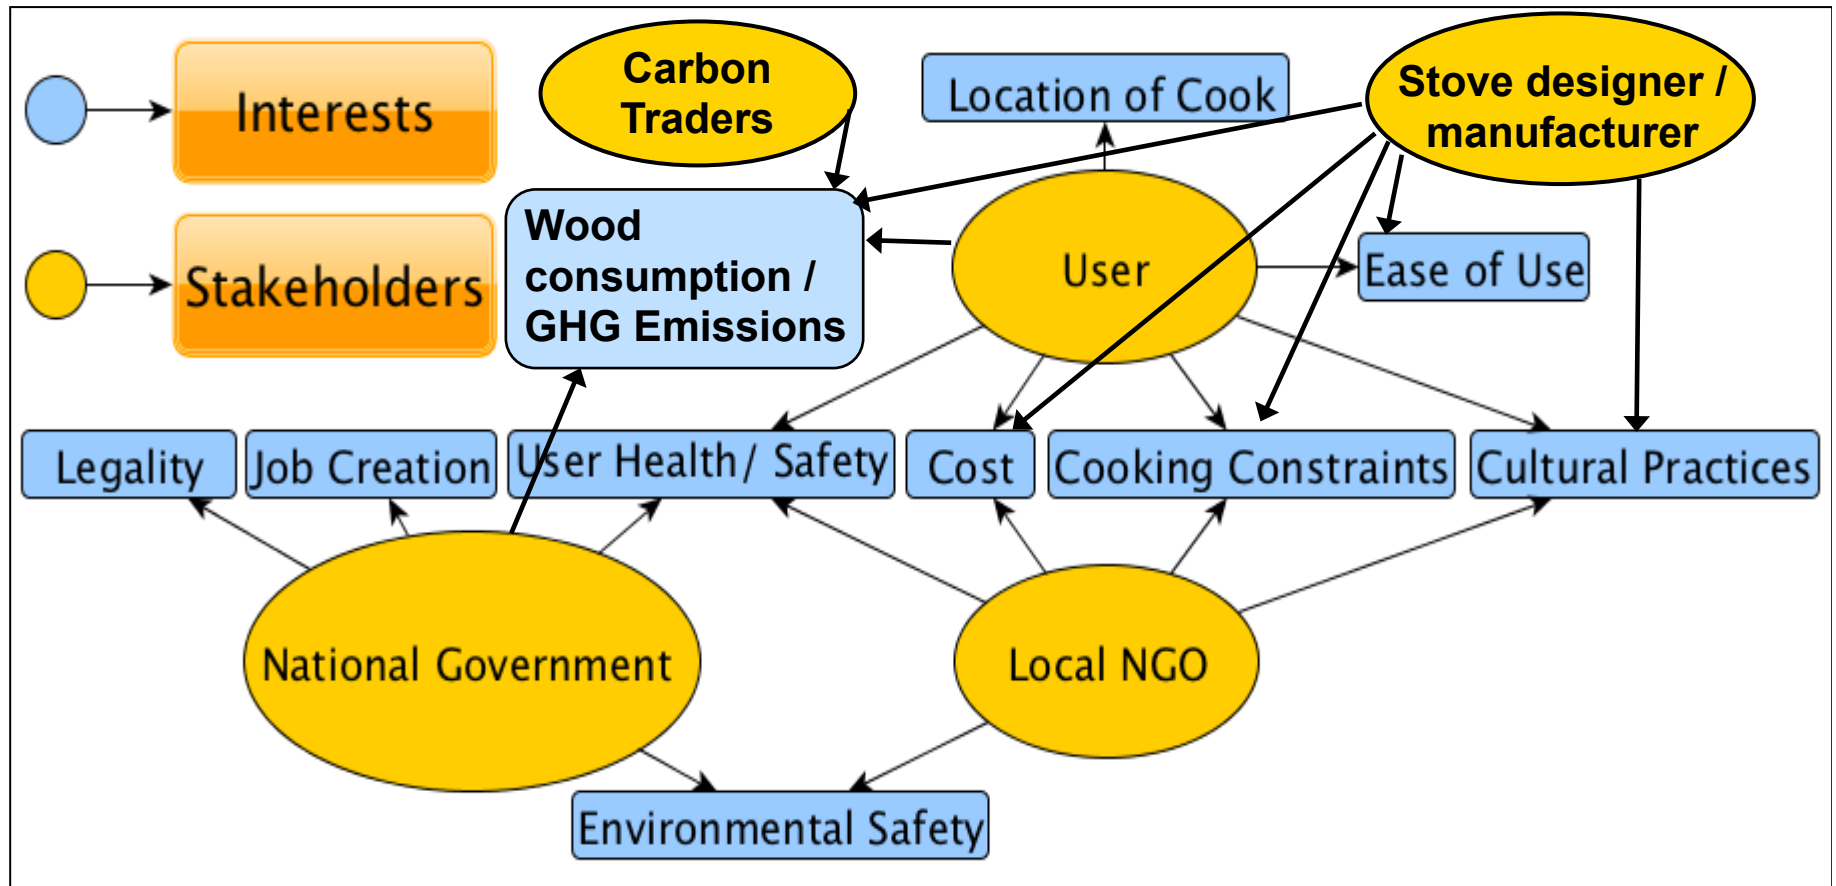 Interests
Stakeholders
Carbon
Traders
Location of Cook
Stove designer /
manufacturer
Wood
consumption /
GHG Emissions
User
Ease of Use
Legality
Job Creation
User Health/ Safety
Cost
Cooking Constraints
Cultural Practices
National Government
Local NGO
Environmental Safety